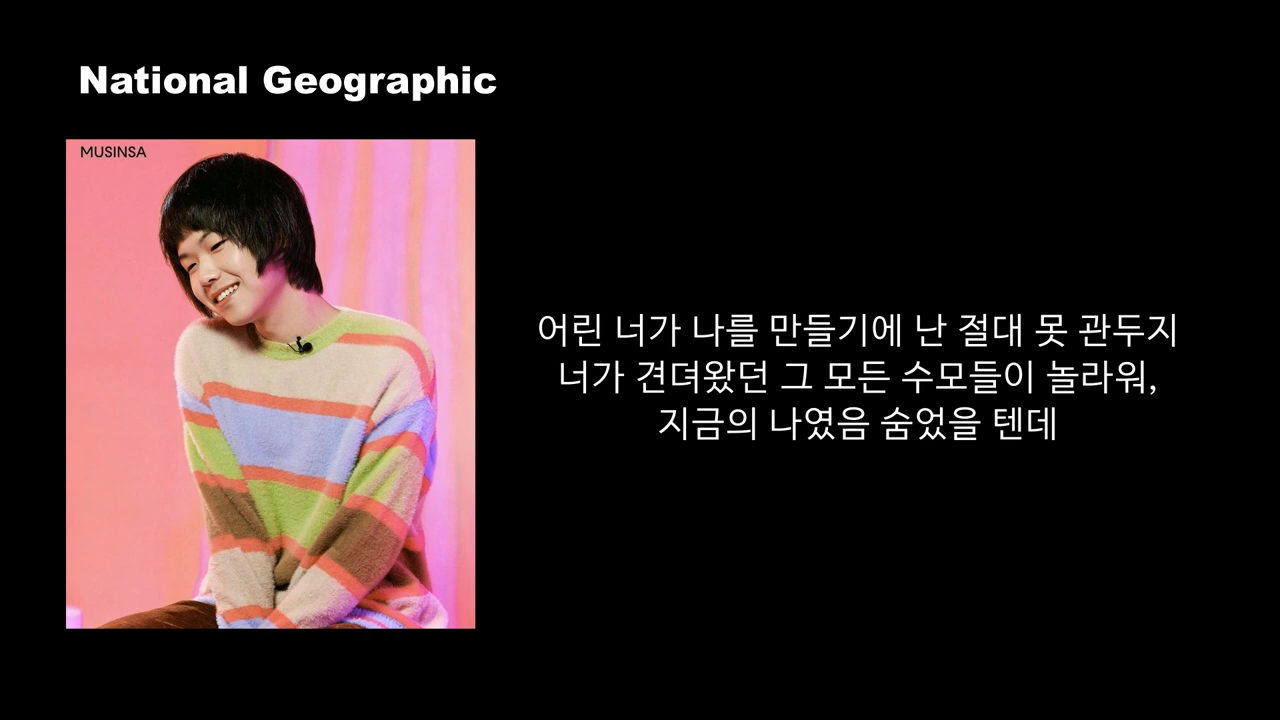 National Geographic
MUSINSA
어린 너가 나를 만들기에 난 절대 못 관두지
너가 견뎌왔던 그 모든 수모들이 놀라워,
지금의 나였음 숨었을 텐데